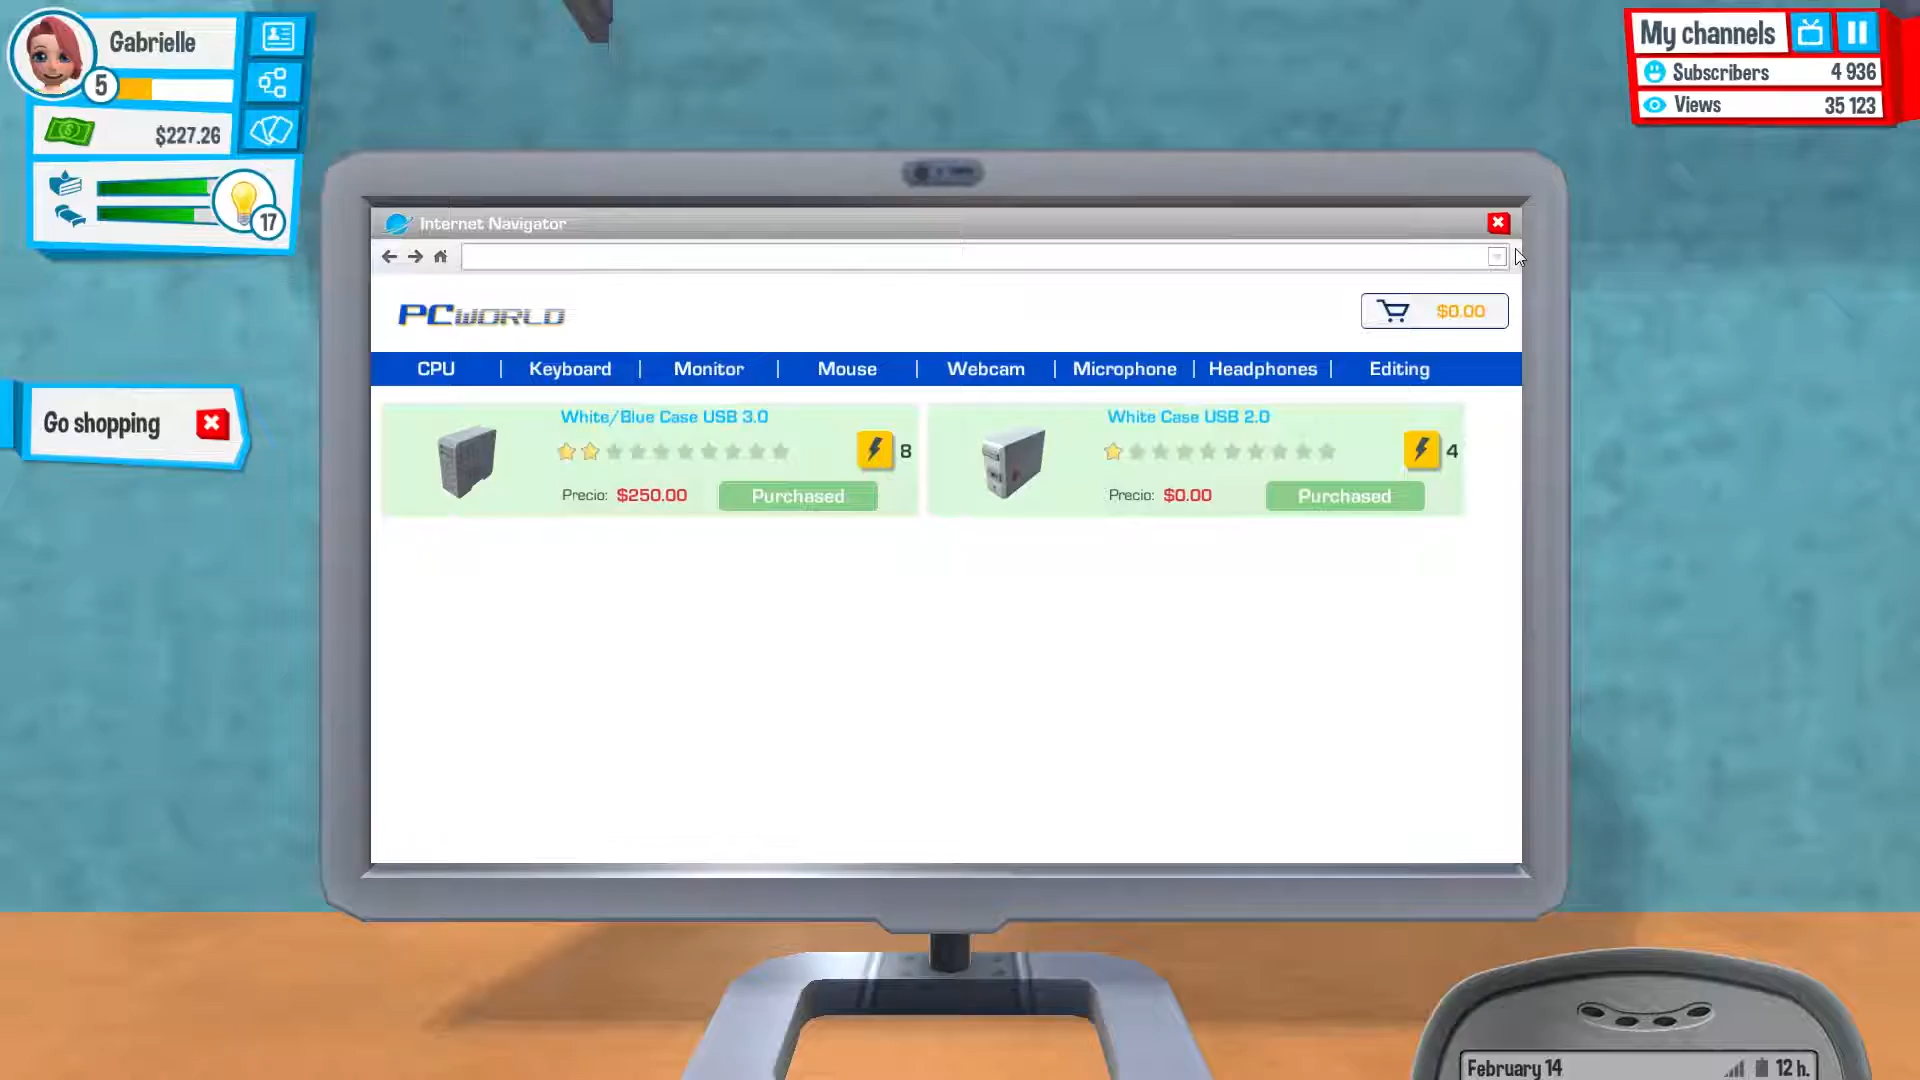 Gabrielle
5
$227.26
17
My channels
Subscribers 4 936
Views 35 123
Go shopping
Internet Navigator
PCWORLD
$0.00
CPU | Keyboard | Monitor | Mouse | Webcam | Microphone | Headphones | Editing
White/Blue Case USB 3.0
8
Precio: $250.00 Purchased
White Case USB 2.0
4
Precio: $0.00 Purchased
February 14 12 h.